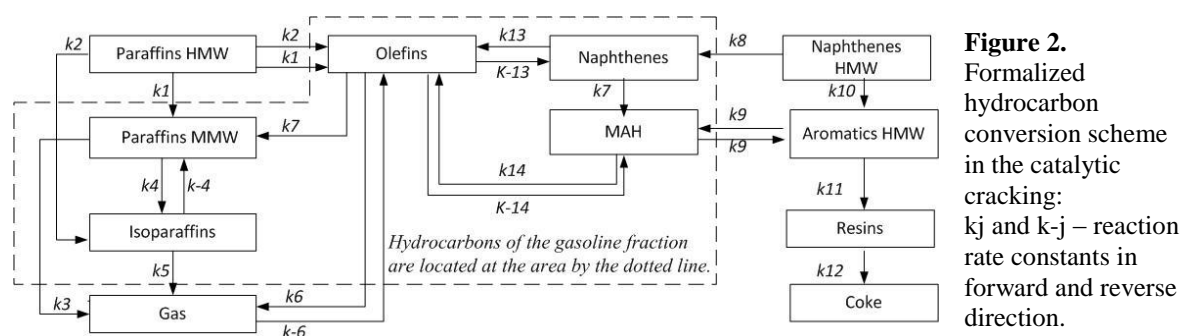 k2
Paraffins HMW
k2
k1
k1
Olefins
k13
K-13
Naphthenes
k8
Naphthenes
HMW
k10
k7
Paraffins MMW
k7
MAH
k9
k9
Aromatics HMW
k4
k-4
k14
K-14
k11
Isoparaffins
Resins
Hydrocarbons of the gasoline fraction
are located at the area by the dotted line.
k5
k12
k3
Gas
k6
k-6
Coke
Figure 2.
Formalized
hydrocarbon
conversion scheme
in the catalytic
cracking:
kj and k-j – reaction
rate constants in
forward and reverse
direction.